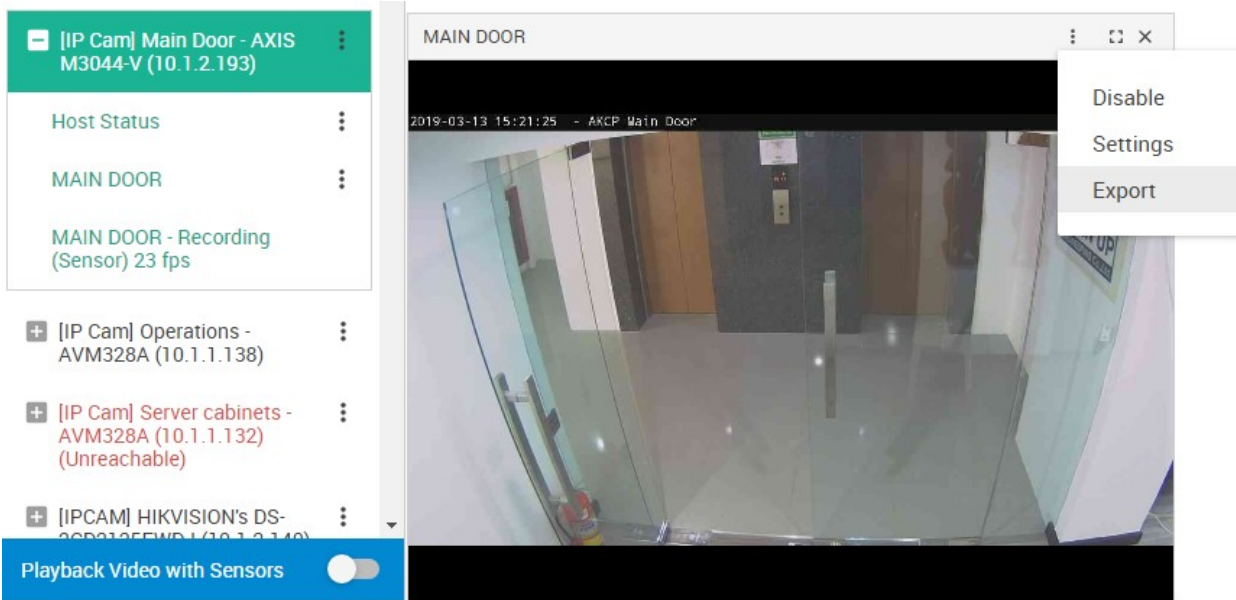 [IP Cam] Main Door - AXIS
M3044-V (10.1.2.193)
Host Status
MAIN DOOR
MAIN DOOR - Recording
(Sensor) 23 fps
[IP Cam] Operations -
AVM328A (10.1.1.138)
[IP Cam] Server cabinets -
AVM328A (10.1.1.132)
(Unreachable)
[IPCAM] HIKVISION's DS-
Playback Video with Sensors
MAIN DOOR
Disable
Settings
Export
2019-03-13 15:21:25 - AKCP Main Door
UP